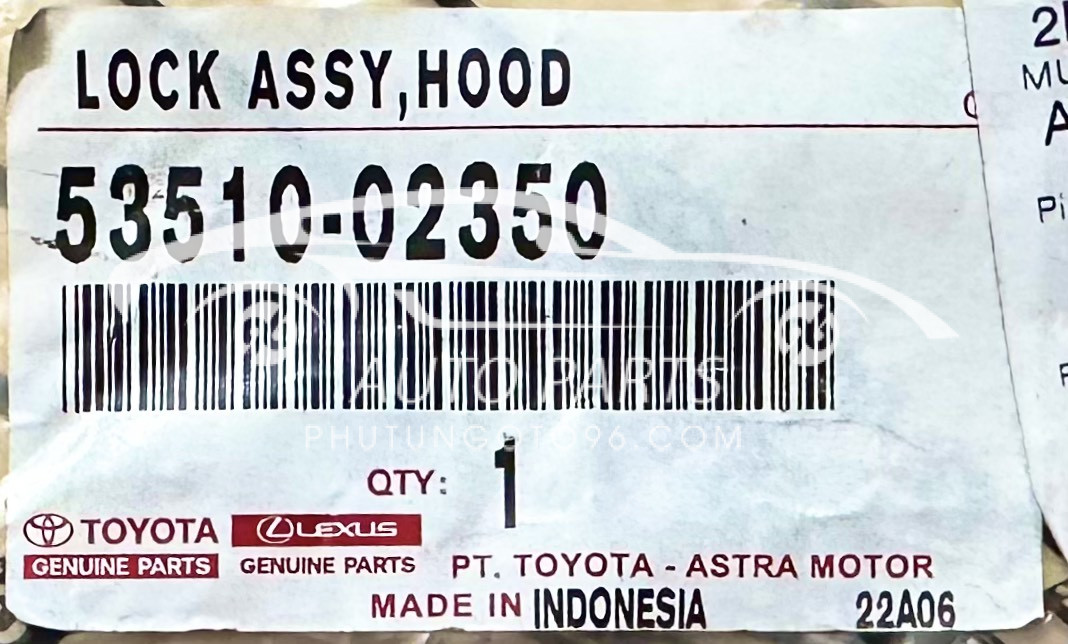 LOCK ASSY,HOOD
53510-02350
AUTO PARTS
PHUTUNGOTO96.COM
QTY: 1
TOYOTA LEXUS
GENUINE PARTS GENUINE PARTS PT. TOYOTA - ASTRA MOTOR
MADE IN INDONESIA 22A06